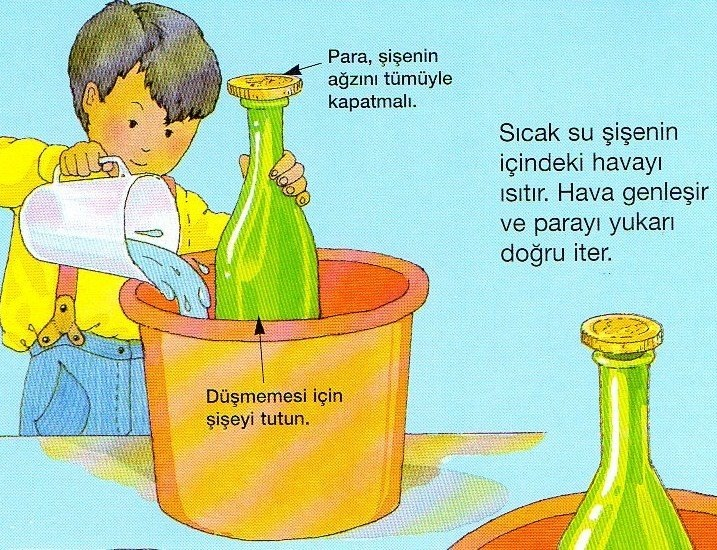 Para, şişenin
ağzını tümüyle
kapatmalı.
Sıcak su şişenin
içindeki havayı
ısıtır. Hava genleşir
ve parayı yukarı
doğru iter.
Düşmemesi için
şişeyi tutun.